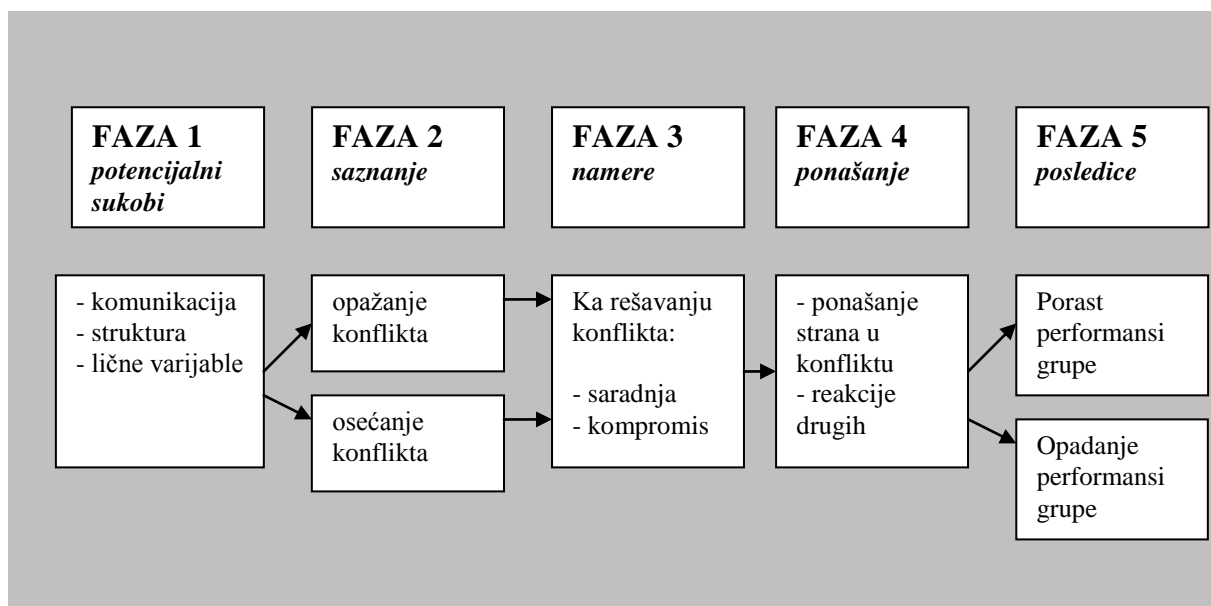 FAZA 1
potencijalni
sukobi
FAZA 2
saznanje
FAZA 3
namere
FAZA 4
ponašanje
FAZA 5
posledice
- komunikacija
- struktura
- lične varijable
opažanje
konflikta
osećanje
konflikta
Ka rešavanju
konflikta:
- saradnja
- kompromis
- ponašanje
strana u
konfliktu
- reakcije
drugih
Porast
performansi
grupe
Opadanje
performansi
grupe